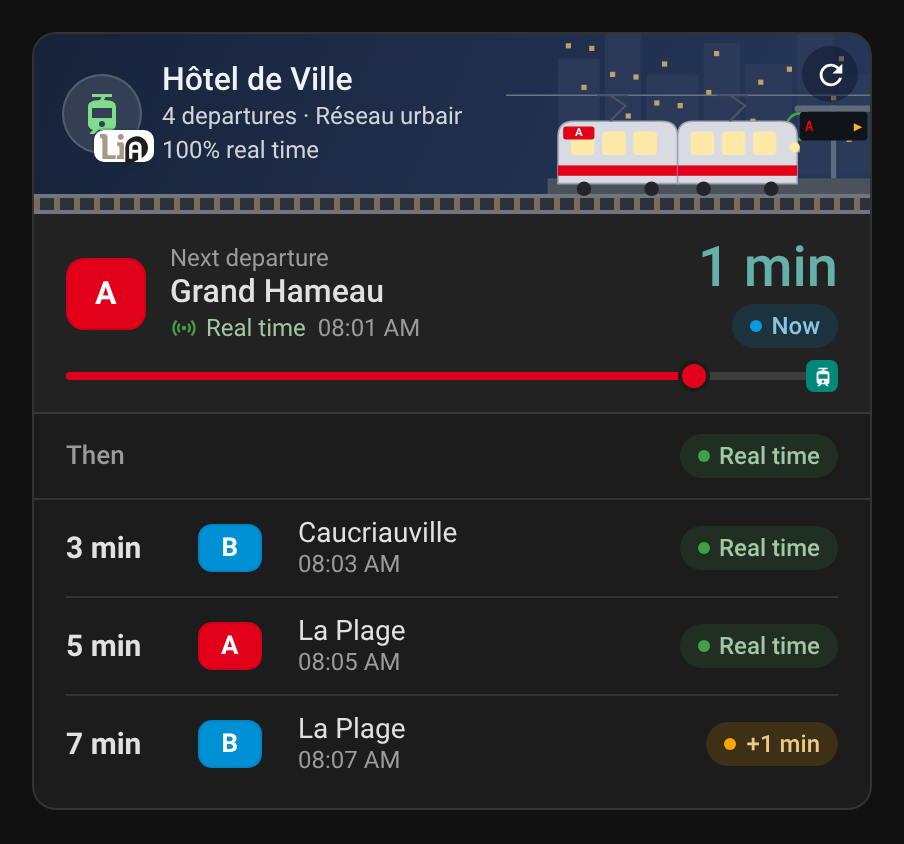 Hôtel de Ville
4 departures · Réseau urbair
100% real time
LiA
A
A
Next departure
A
Grand Hameau
Real time 08:01 AM
1 min
Now
Then
Real time
3 min
B
Caucriauville
08:03 AM
Real time
5 min
A
La Plage
08:05 AM
Real time
7 min
B
La Plage
08:07 AM
+1 min